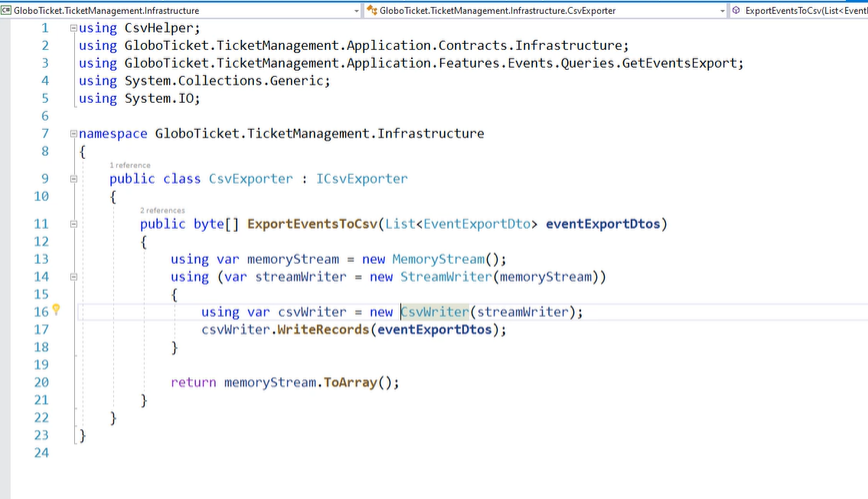 GloboTicket.TicketManagement.Infrastructure
GloboTicket.TicketManagement.Infrastructure.CsvExporter
ExportEventsToCsv(List<Event
1 using CsvHelper;
2 using GloboTicket.TicketManagement.Application.Contracts.Infrastructure;
3 using GloboTicket.TicketManagement.Application.Features.Events.Queries.GetEventsExport;
4 using System.Collections.Generic;
5 using System.IO;
6
7 namespace GloboTicket.TicketManagement.Infrastructure
8 {
1 reference
9 public class CsvExporter : ICsvExporter
10 {
2 references
11 public byte[] ExportEventsToCsv(List<EventExportDto> eventExportDtos)
12 {
13 using var memoryStream = new MemoryStream();
14 using (var streamWriter = new StreamWriter(memoryStream))
15 {
16 using var csvWriter = new CsvWriter(streamWriter);
17 csvWriter.WriteRecords(eventExportDtos);
18 }
19
20 return memoryStream.ToArray();
21 }
22 }
23 }
24